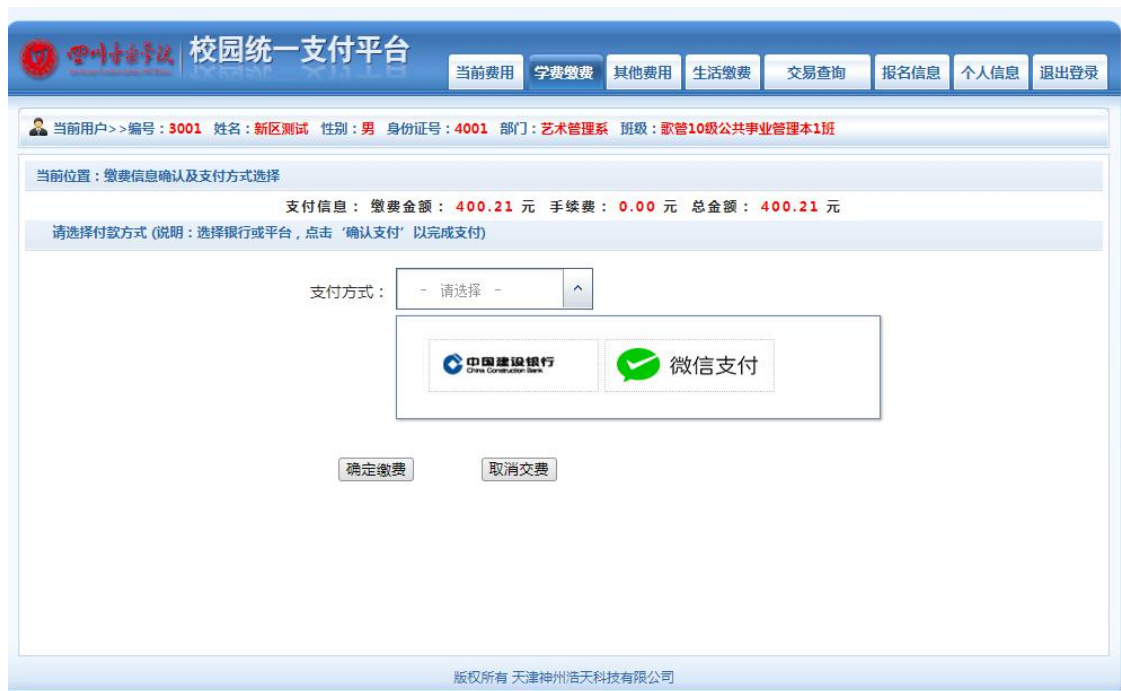 四川音乐学院 校园统一支付平台
当前费用 学费缴费 其他费用 生活缴费 交易查询 报名信息 个人信息 退出登录
当前用户>>编号：3001 姓名：新区测试 性别：男 身份证号：4001 部门：艺术管理系 班级：歌管10级公共事业管理本1班
当前位置：缴费信息确认及支付方式选择
支付信息： 缴费金额： 400.21 元 手续费： 0.00 元 总金额： 400.21 元
请选择付款方式 (说明：选择银行或平台，点击‘确认支付’以完成支付)
支付方式： - 请选择 -
中国建设银行 微信支付
China Construction Bank
确定缴费 取消交费
版权所有 天津神州浩天科技有限公司